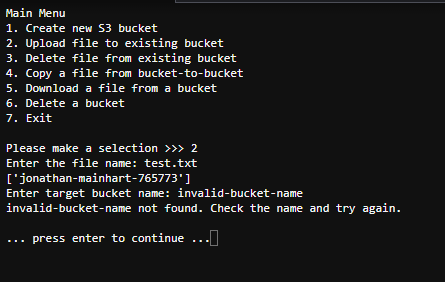 Main Menu
1. Create new S3 bucket
2. Upload file to existing bucket
3. Delete file from existing bucket
4. Copy a file from bucket-to-bucket
5. Download a file from a bucket
6. Delete a bucket
7. Exit
Please make a selection >>> 2
Enter the file name: test.txt
['jonathan-mainhart-765773']
Enter target bucket name: invalid-bucket-name
invalid-bucket-name not found. Check the name and try again.
... press enter to continue ...